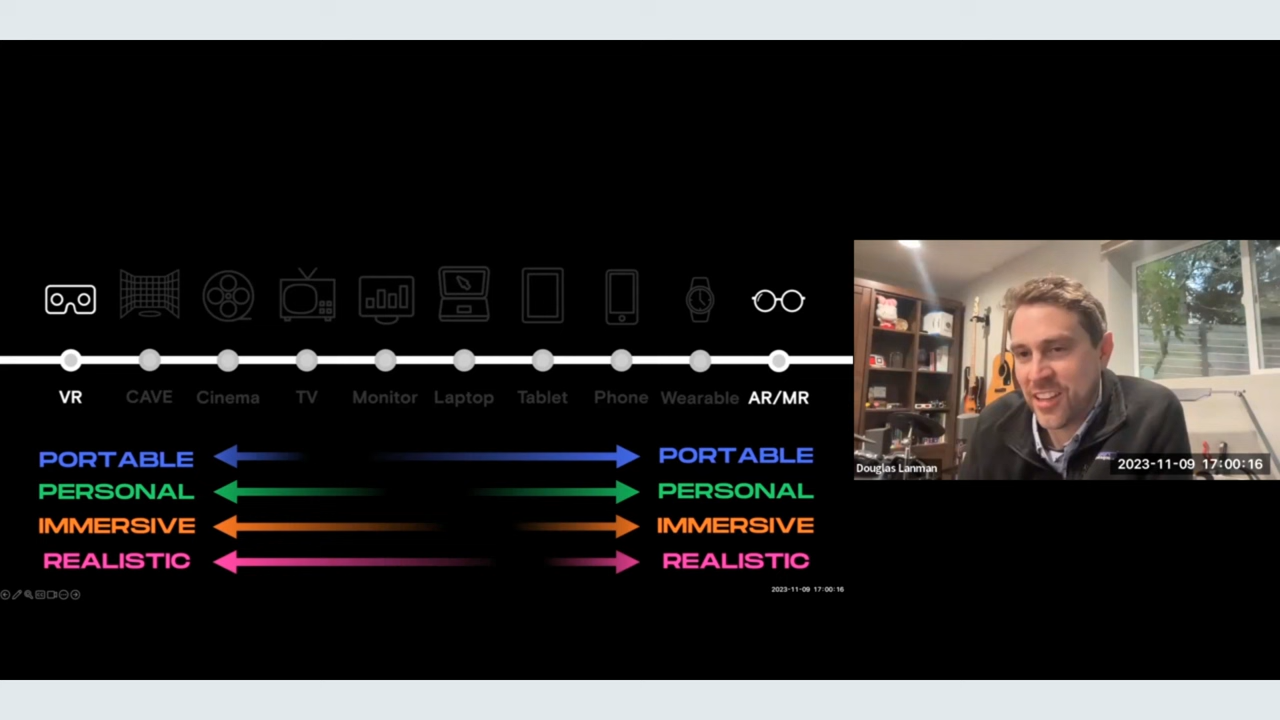 VR CAVE Cinema TV Monitor Laptop Tablet Phone Wearable AR/MR
PORTABLE PORTABLE
PERSONAL PERSONAL
IMMERSIVE IMMERSIVE
REALISTIC REALISTIC
2023-11-09 17:00:16
Douglas Lanman
2023-11-09 17:00:16